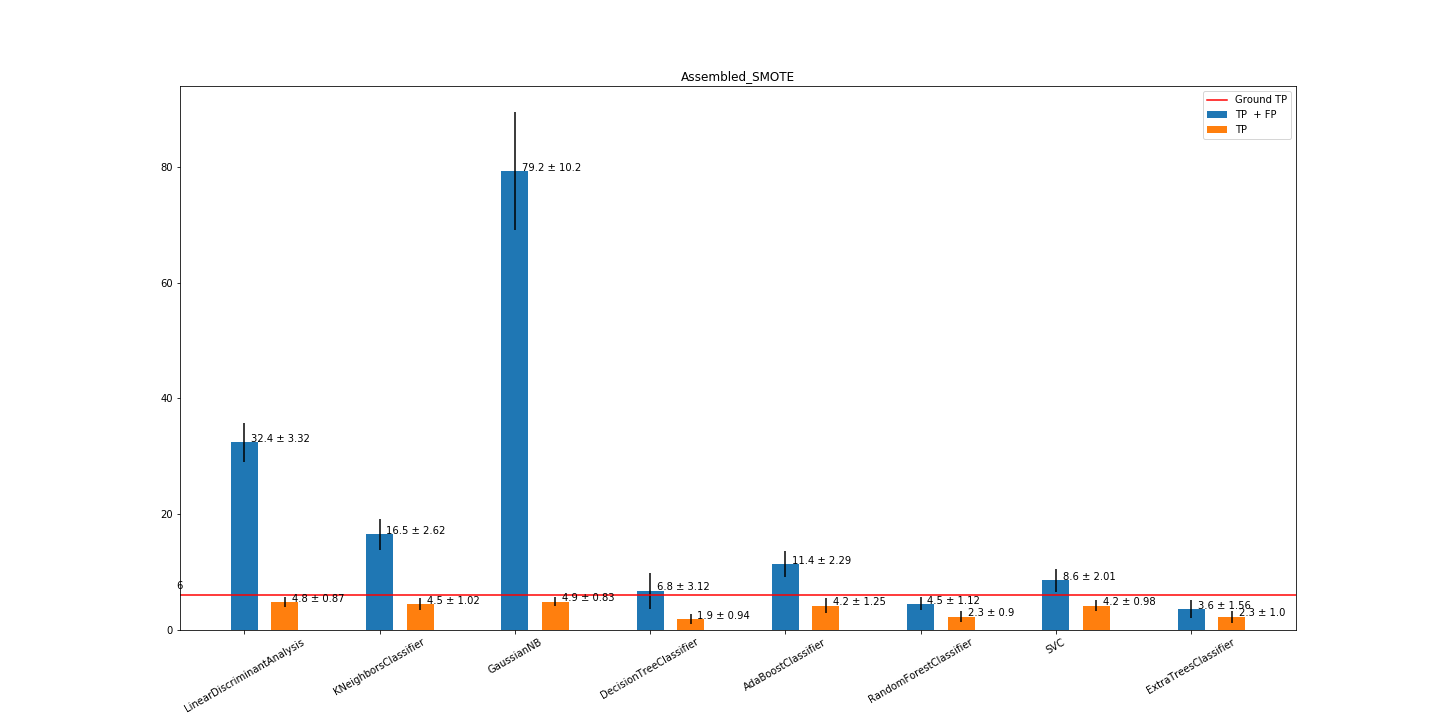 Assembled_SMOTE
Ground TP
TP + FP
TP
80
60
40
20
0
6
79.2 ± 10.2
32.4 ± 3.32
16.5 ± 2.62
11.4 ± 2.29
8.6 ± 2.01
6.8 ± 3.12
4.8 ± 0.87
4.5 ± 1.02
4.9 ± 0.83
1.9 ± 0.94
4.2 ± 1.25
4.5 ± 1.12
2.3 ± 0.9
4.2 ± 0.98
3.6 ± 1.56
2.3 ± 1.0
LinearDiscriminantAnalysis
KNeighborsClassifier
GaussianNB
DecisionTreeClassifier
AdaBoostClassifier
RandomForestClassifier
SVC
ExtraTreesClassifier